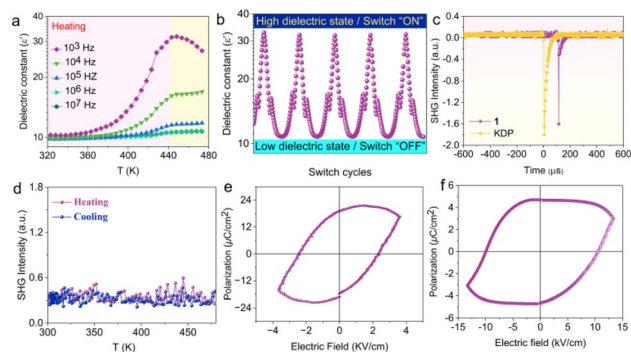 a
Heating
10³ Hz
10⁴ Hz
10⁵ HZ
10⁶ Hz
10⁷ Hz
Dielectric constant (ε')
40
30
20
10
320 360 400 440 480
T (K)
b
High dielectric state / Switch "ON"
Low dielectric state / Switch "OFF"
Dielectric constant (ε')
30
20
10
Switch cycles
c
SHG Intensity (a.u.)
0.4
0.0
-0.4
-0.8
-1.2
-1.6
-2.0
1
KDP
-600 -400 -200 0 200 400 600
Time (μs)
d
Heating
Cooling
SHG Intensity (a.u.)
1.8
1.2
0.6
0.0
300 350 400 450
T (K)
e
Polarization (μC/cm²)
24
12
0
-12
-24
-5 0 5
Electric Field (KV/cm)
f
Polarization (μC/cm²)
6
4
2
0
-2
-4
-6
-15 -10 -5 0 5 10 15
Electric field (kV/cm)